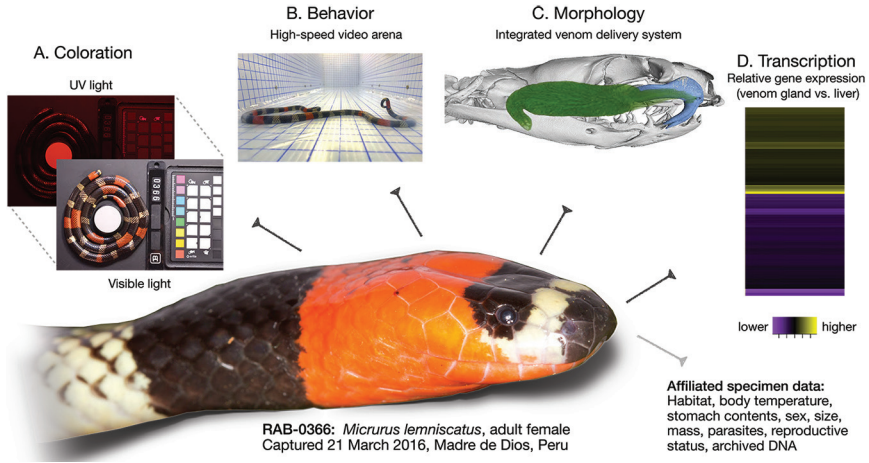 A. Coloration
UV light
Visible light
B. Behavior
High-speed video arena
C. Morphology
Integrated venom delivery system
D. Transcription
Relative gene expression
(venom gland vs. liver)
lower higher
0366
RAB-0366: Micrurus lemniscatus, adult female
Captured 21 March 2016, Madre de Dios, Peru
Affiliated specimen data:
Habitat, body temperature,
stomach contents, sex, size,
mass, parasites, reproductive
status, archived DNA